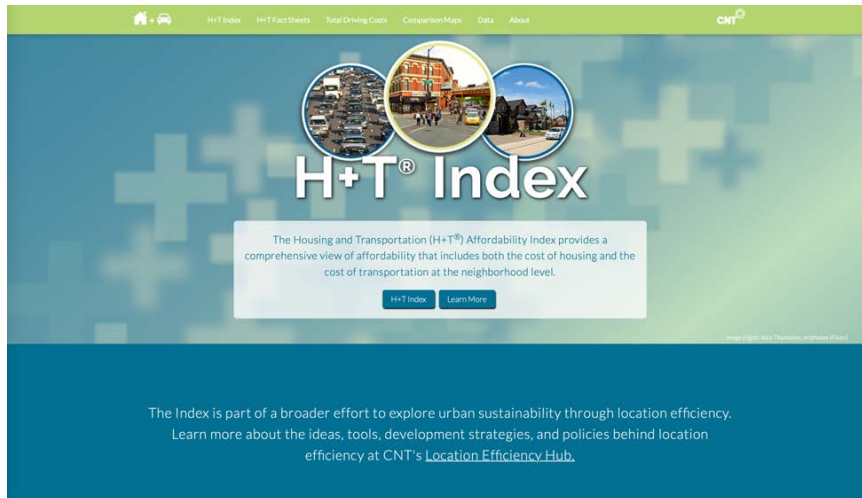 H+T Index H+T Fact Sheets Total Driving Costs Comparison Maps Data About
CNT
H+T® Index
The Housing and Transportation (H+T®) Affordability Index provides a
comprehensive view of affordability that includes both the cost of housing and the
cost of transportation at the neighborhood level.
H+T Index Learn More
The Index is part of a broader effort to explore urban sustainability through location efficiency.
Learn more about the ideas, tools, development strategies, and policies behind location
efficiency at CNT's Location Efficiency Hub.